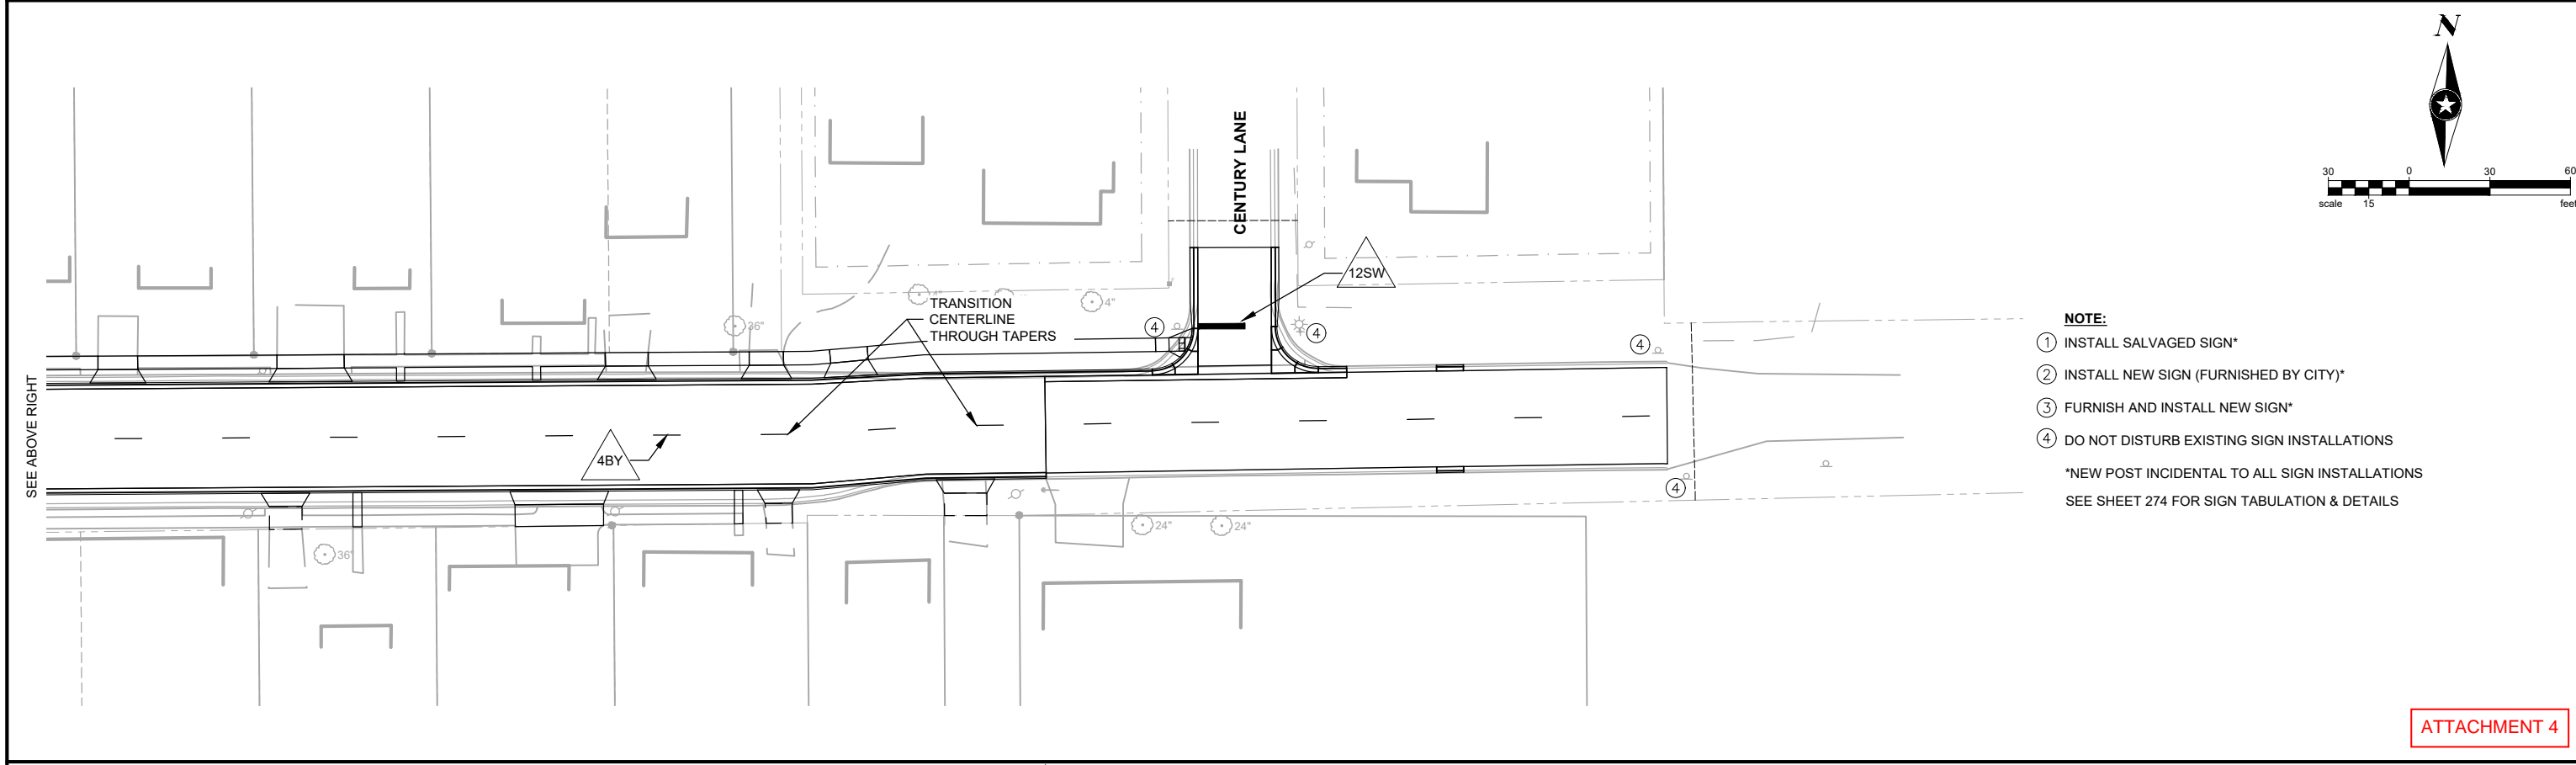 N
30 0 30 60
scale 15 feet
CENTURY LANE
12SW
4"
TRANSITION
CENTERLINE
THROUGH TAPERS
36"
4
4
4
4
SEE ABOVE RIGHT
4BY
36"
24"
24"
NOTE:
1 INSTALL SALVAGED SIGN*
2 INSTALL NEW SIGN (FURNISHED BY CITY)*
3 FURNISH AND INSTALL NEW SIGN*
4 DO NOT DISTURB EXISTING SIGN INSTALLATIONS
*NEW POST INCIDENTAL TO ALL SIGN INSTALLATIONS
SEE SHEET 274 FOR SIGN TABULATION & DETAILS
ATTACHMENT 4